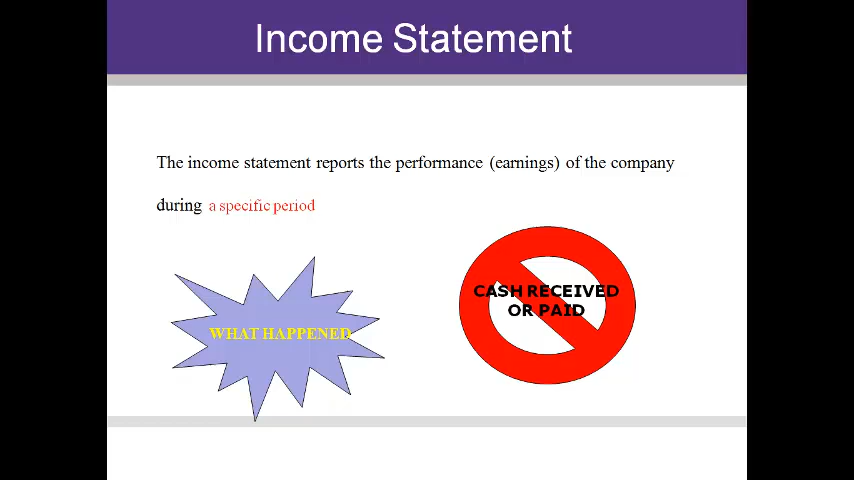 Income Statement
The income statement reports the performance (earnings) of the company
during a specific period
WHAT HAPPENED
CASH RECEIVED
OR PAID